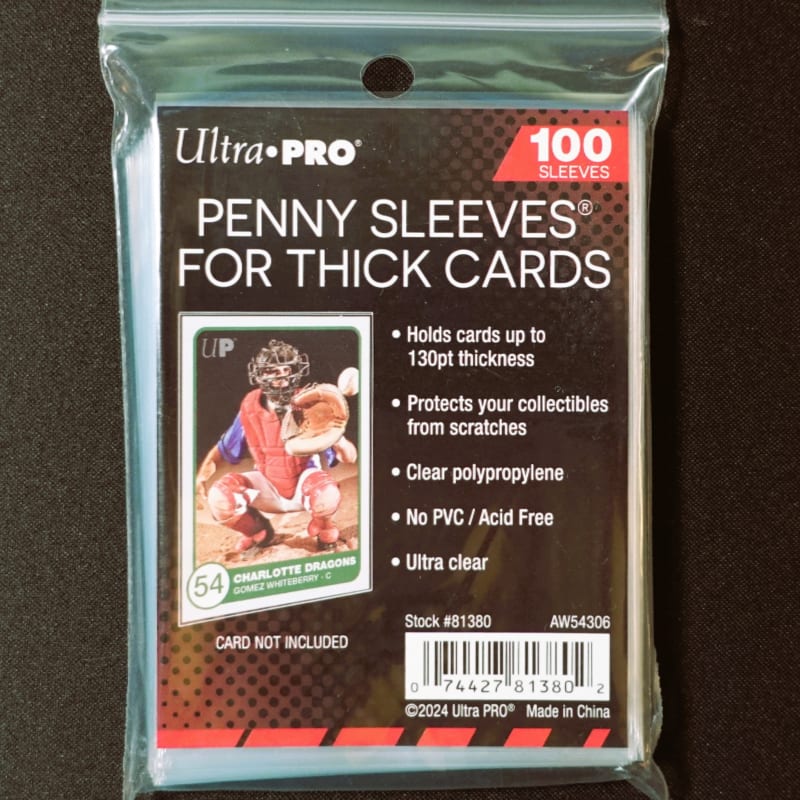 Ultra•PRO®
100
SLEEVES
PENNY SLEEVES®
FOR THICK CARDS
UP
54
CHARLOTTE DRAGONS
GOMEZ WHITEBERRY - C
CARD NOT INCLUDED
• Holds cards up to
130pt thickness
• Protects your collectibles
from scratches
• Clear polypropylene
• No PVC / Acid Free
• Ultra clear
Stock #81380 AW54306
0 74427 81380 2
©2024 Ultra PRO® Made in China